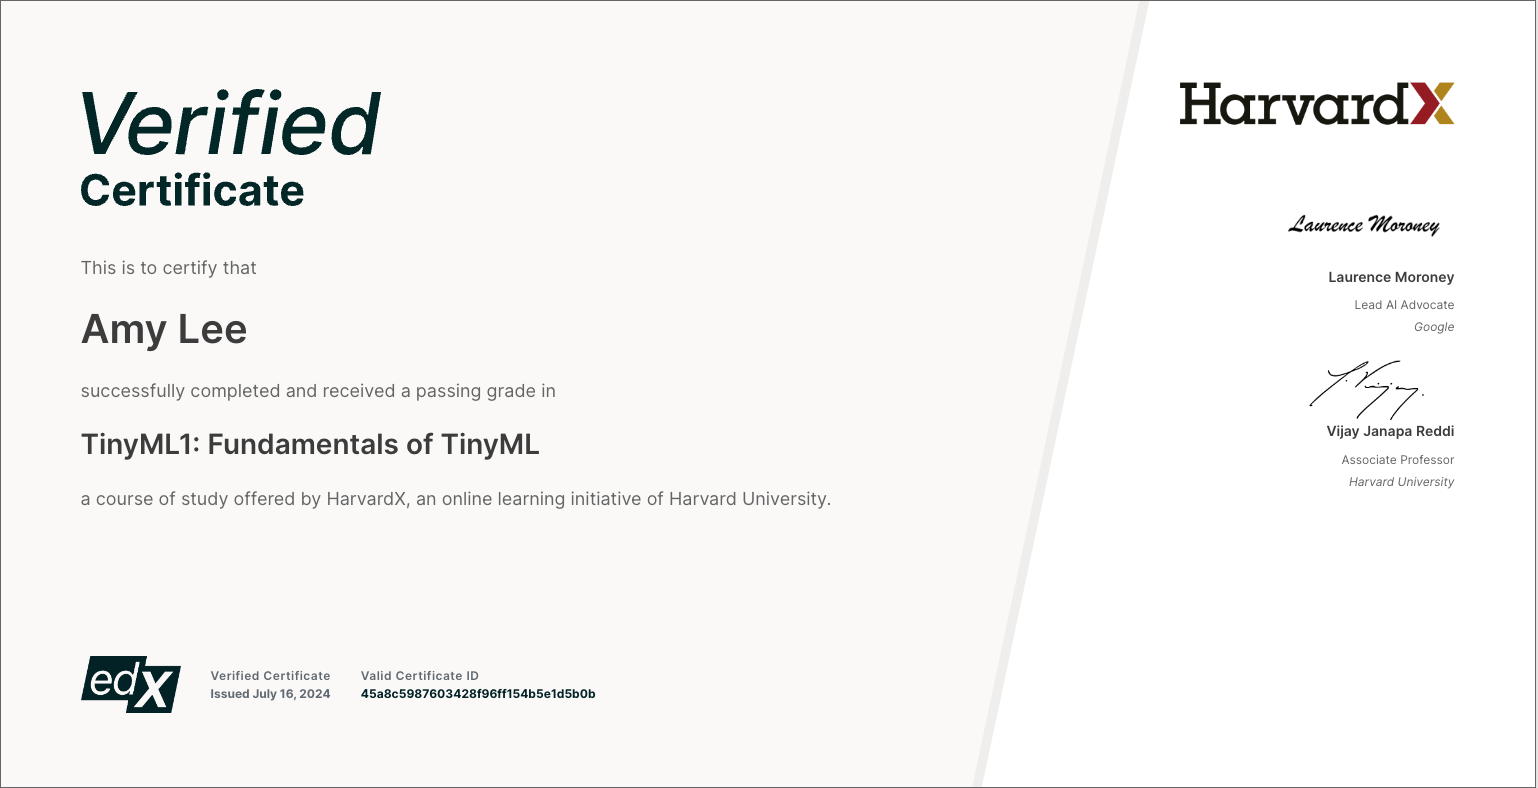 Verified
Certificate
This is to certify that
Amy Lee
successfully completed and received a passing grade in
TinyML1: Fundamentals of TinyML
a course of study offered by HarvardX, an online learning initiative of Harvard University.
edX
Verified Certificate
Issued July 16, 2024
Valid Certificate ID
45a8c5987603428f96ff154b5e1d5b0b
HarvardX
Laurence Moroney
Laurence Moroney
Lead AI Advocate
Google
Vijay Janapa Reddi
Associate Professor
Harvard University